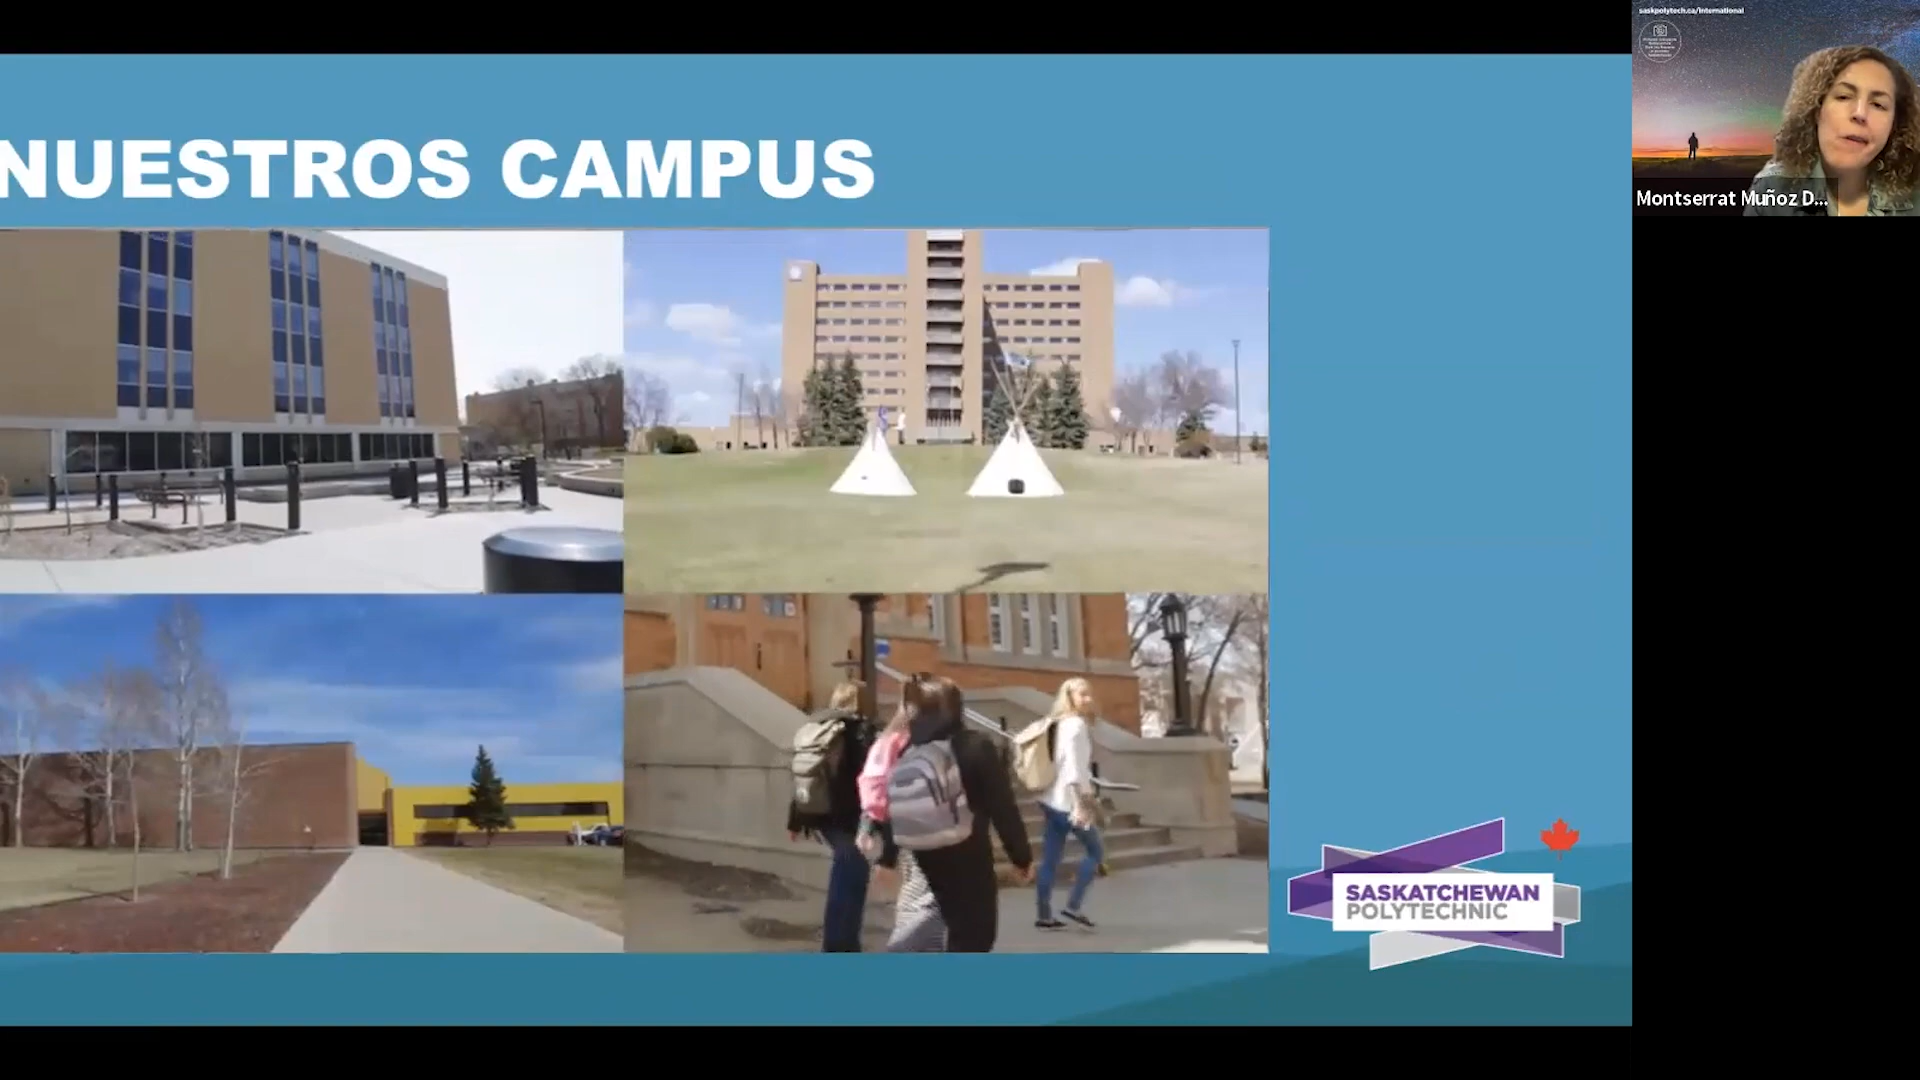 saskpolytech.ca/international
NUESTROS CAMPUS
Montserrat Muñoz D...
SASKATCHEWAN
POLYTECHNIC